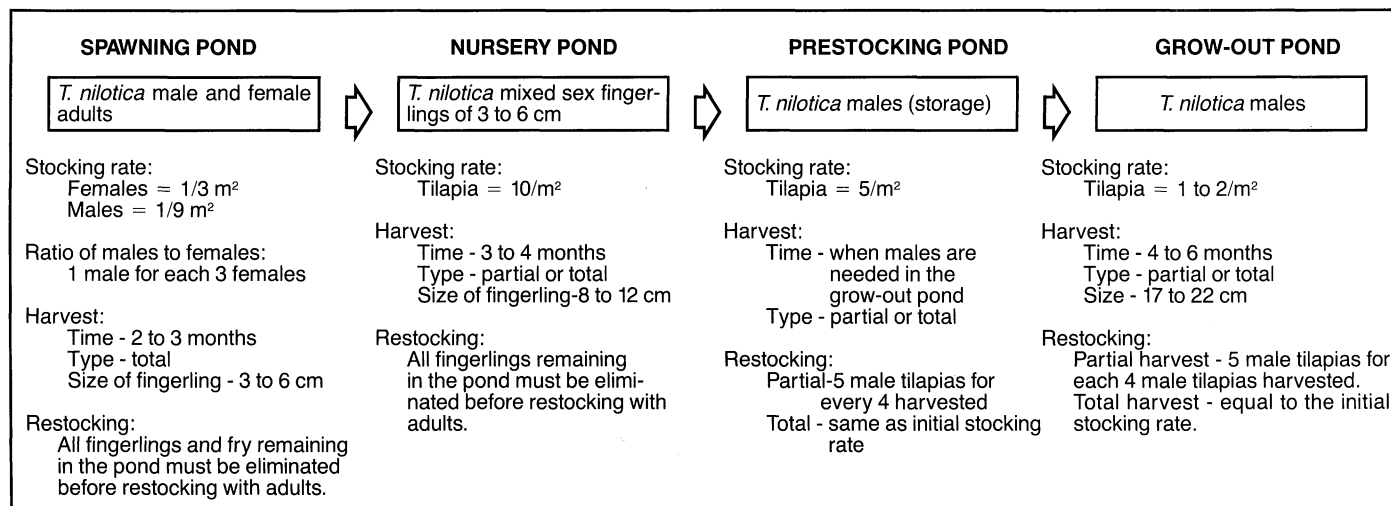 SPAWNING POND
T. nilotica male and female
adults
Stocking rate:
Females = 1/3 m²
Males = 1/9 m²
Ratio of males to females:
1 male for each 3 females
Harvest:
Time - 2 to 3 months
Type - total
Size of fingerling - 3 to 6 cm
Restocking:
All fingerlings and fry remaining
in the pond must be eliminated
before restocking with adults.
NURSERY POND
T. nilotica mixed sex finger-
lings of 3 to 6 cm
Stocking rate:
Tilapia = 10/m²
Harvest:
Time - 3 to 4 months
Type - partial or total
Size of fingerling-8 to 12 cm
Restocking:
All fingerlings remaining
in the pond must be elimi-
nated before restocking with
adults.
PRESTOCKING POND
T. nilotica males (storage)
Stocking rate:
Tilapia = 5/m²
Harvest:
Time - when males are
needed in the
grow-out pond
Type - partial or total
Restocking:
Partial-5 male tilapias for
every 4 harvested
Total - same as initial stocking
rate
GROW-OUT POND
T. nilotica males
Stocking rate:
Tilapia = 1 to 2/m²
Harvest:
Time - 4 to 6 months
Type - partial or total
Size - 17 to 22 cm
Restocking:
Partial harvest - 5 male tilapias for
each 4 male tilapias harvested.
Total harvest - equal to the initial
stocking rate.